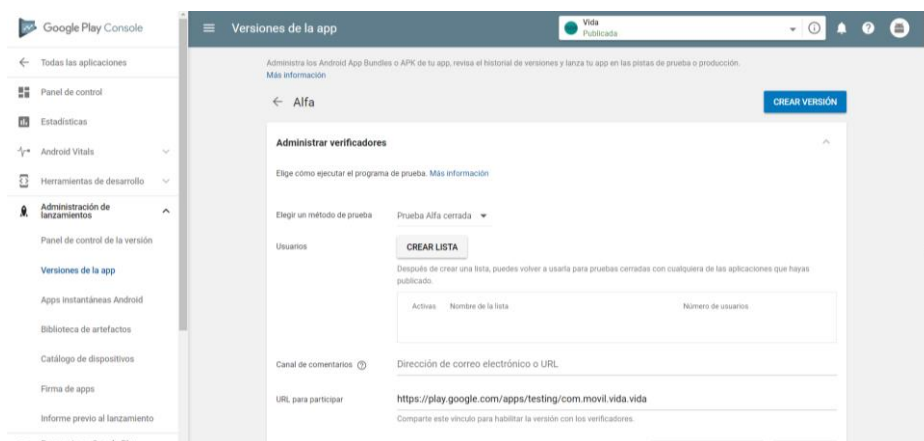 Google Play Console
Versiones de la app
Vida
Publicada
Todas las aplicaciones
Panel de control
Estadísticas
Android Vitals
Herramientas de desarrollo
Administración de
lanzamientos
Panel de control de la versión
Versiones de la app
Apps instantáneas Android
Biblioteca de artefactos
Catálogo de dispositivos
Firma de apps
Informe previo al lanzamiento
Administra los Android App Bundles o APK de tu app, revisa el historial de versiones y lanza tu app en las pistas de prueba o producción.
Más información
Alfa
CREAR VERSIÓN
Administrar verificadores
Elige cómo ejecutar el programa de prueba. Más información
Elegir un método de prueba
Prueba Alfa cerrada
Usuarios
CREAR LISTA
Después de crear una lista, puedes volver a usarla para pruebas cerradas con cualquiera de las aplicaciones que hayas
publicado.
Activas Nombre de la lista Número de usuarios
Canal de comentarios
Dirección de correo electrónico o URL
URL para participar
https://play.google.com/apps/testing/com.movil.vida.vida
Comparte este vínculo para habilitar la versión con los verificadores.